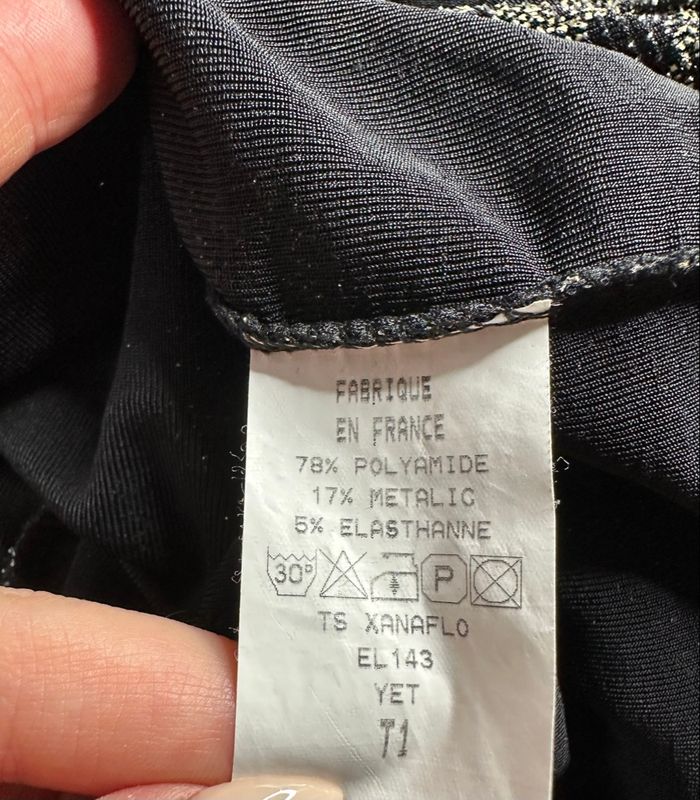 FABRIQUE
EN FRANCE
78% POLYAMIDE
17% METALIC
5% ELASTHANNE
30° P
TS XANAFLO
EL143
YET
T1